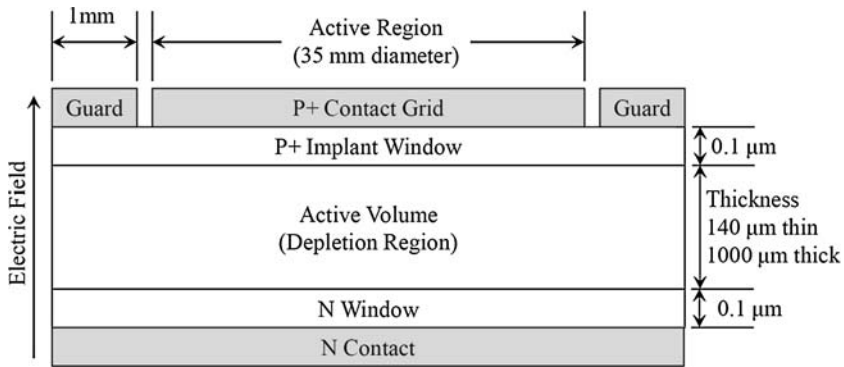 1mm
Active Region
(35 mm diameter)
Guard
P+ Contact Grid
Guard
P+ Implant Window
0.1 μm
Electric Field
Active Volume
(Depletion Region)
Thickness
140 μm thin
1000 μm thick
N Window
0.1 μm
N Contact